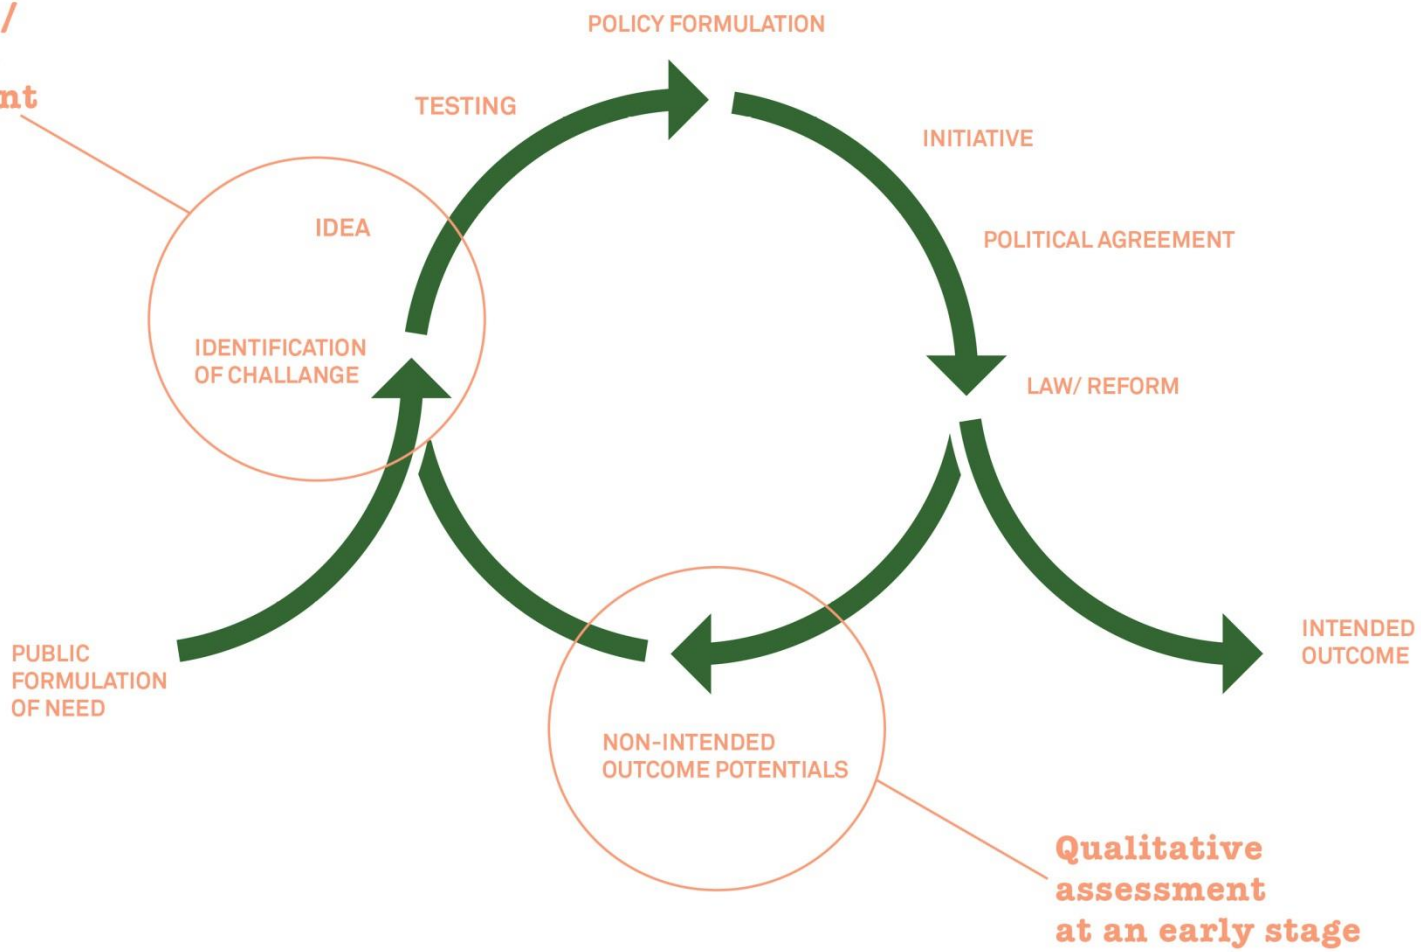 /
nt
POLICY FORMULATION
TESTING
INITIATIVE
IDEA
POLITICAL AGREEMENT
IDENTIFICATION
OF CHALLANGE
LAW/ REFORM
PUBLIC
FORMULATION
OF NEED
INTENDED
OUTCOME
NON-INTENDED
OUTCOME POTENTIALS
Qualitative
assessment
at an early stage